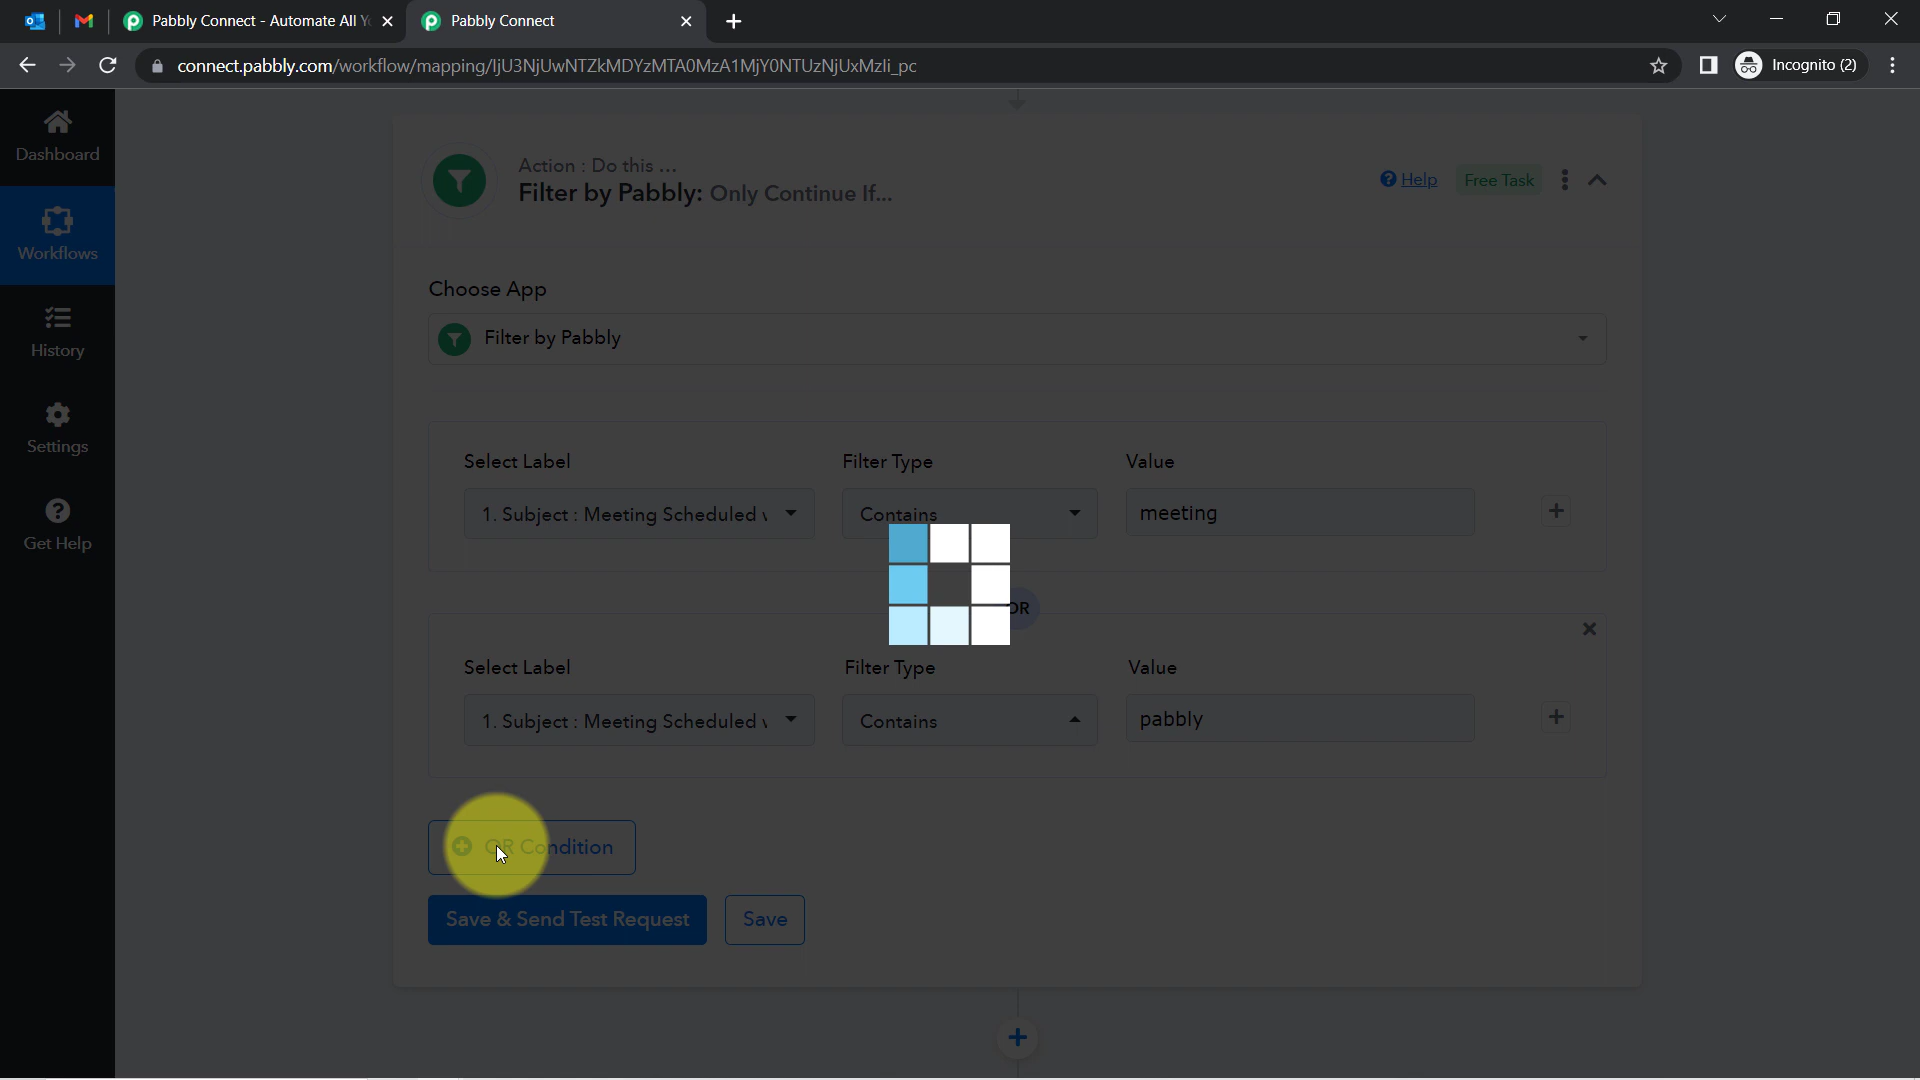 Pabbly Connect - Automate All Y
Pabbly Connect
connect.pabbly.com/workflow/mapping/IjU3NjUwNTZkMDYzMTA0MzA1MjY0NTUzNjUxMzIi_pc
Incognito (2)
Dashboard
Workflows
History
Settings
Get Help
Action : Do this ...
Filter by Pabbly: Only Continue If...
Help
Free Task
Choose App
Filter by Pabbly
Select Label
Filter Type
Value
1. Subject : Meeting Scheduled
Contains
meeting
OR
Select Label
Filter Type
Value
1. Subject : Meeting Scheduled
Contains
pabbly
OR Condition
Save & Send Test Request
Save